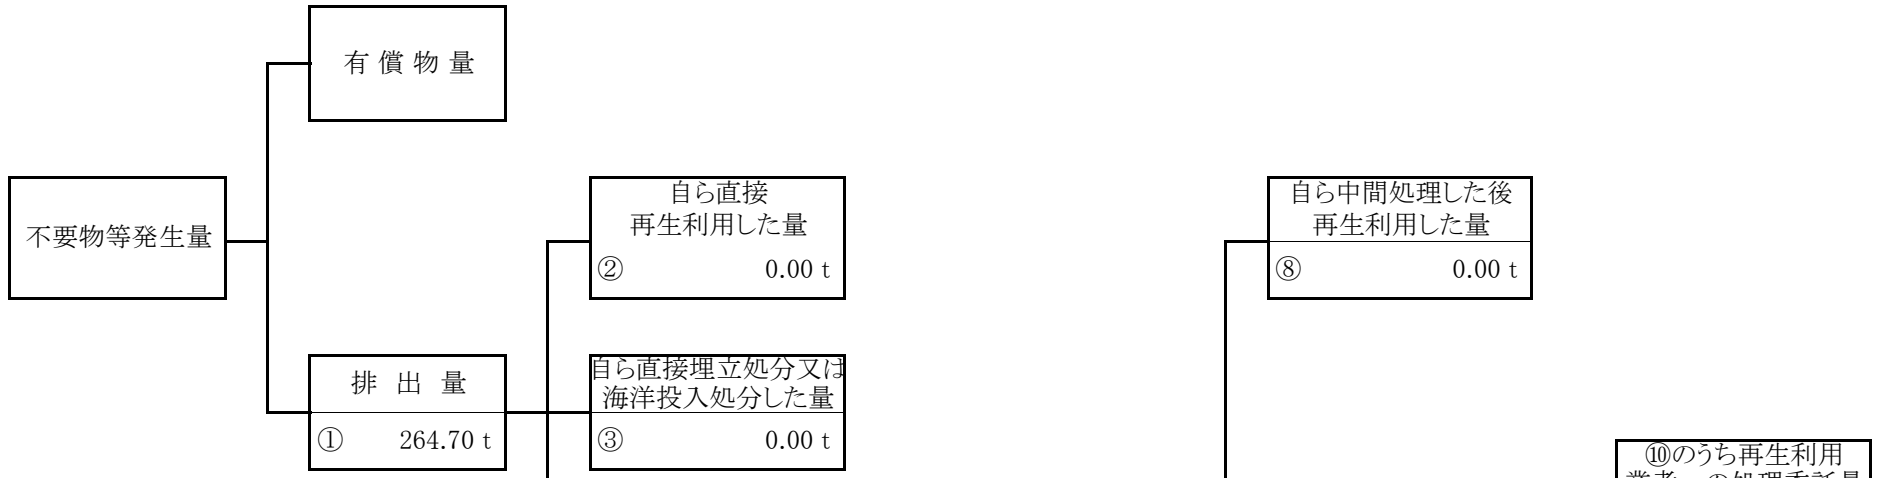 有 償 物 量
不要物等発生量
自ら直接
再生利用した量
② 0.00 t
自ら中間処理した後
再生利用した量
⑧ 0.00 t
排 出 量
① 264.70 t
自ら直接埋立処分又は
海洋投入処分した量
③ 0.00 t
⑩のうち再生利用